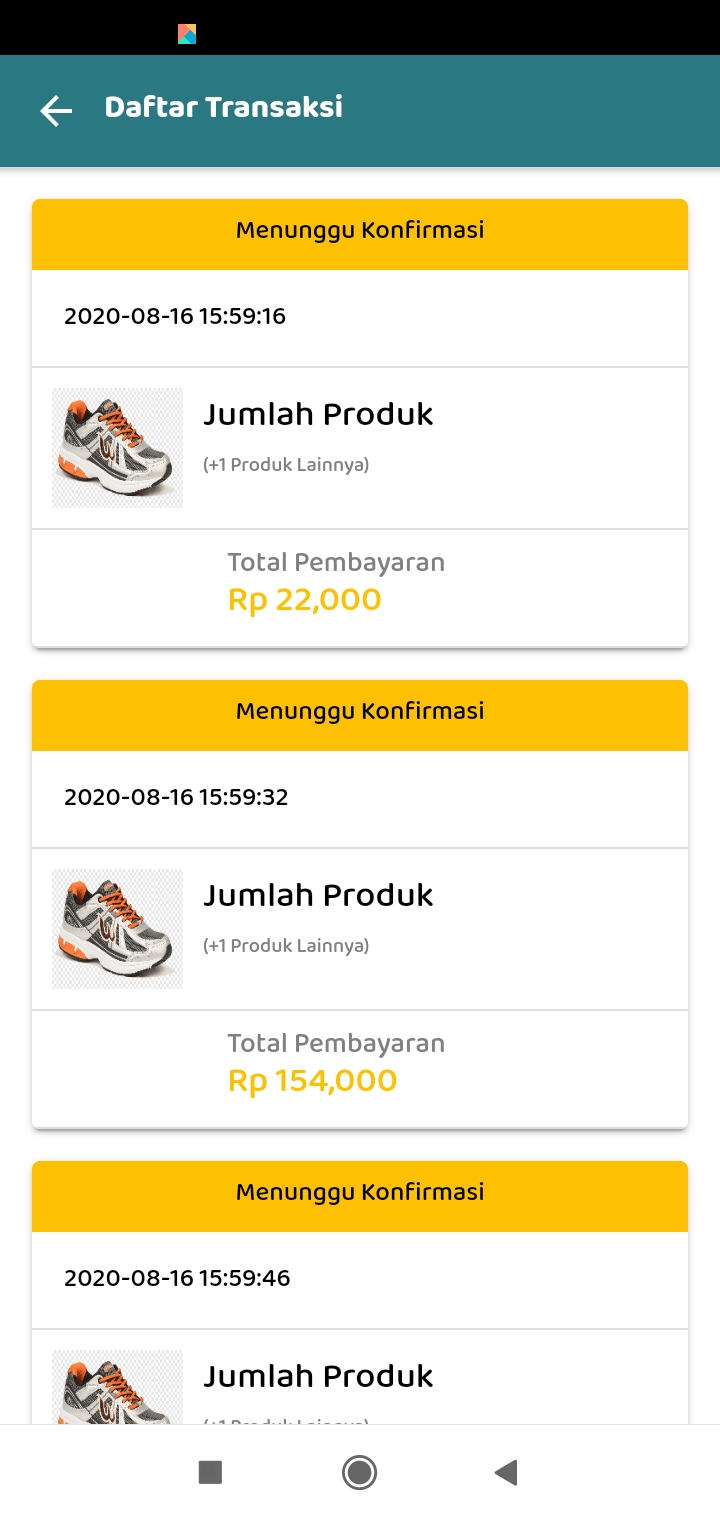 Daftar Transaksi
Menunggu Konfirmasi
2020-08-16 15:59:16
Jumlah Produk
(+1 Produk Lainnya)
Total Pembayaran
Rp 22,000
Menunggu Konfirmasi
2020-08-16 15:59:32
Jumlah Produk
(+1 Produk Lainnya)
Total Pembayaran
Rp 154,000
Menunggu Konfirmasi
2020-08-16 15:59:46
Jumlah Produk